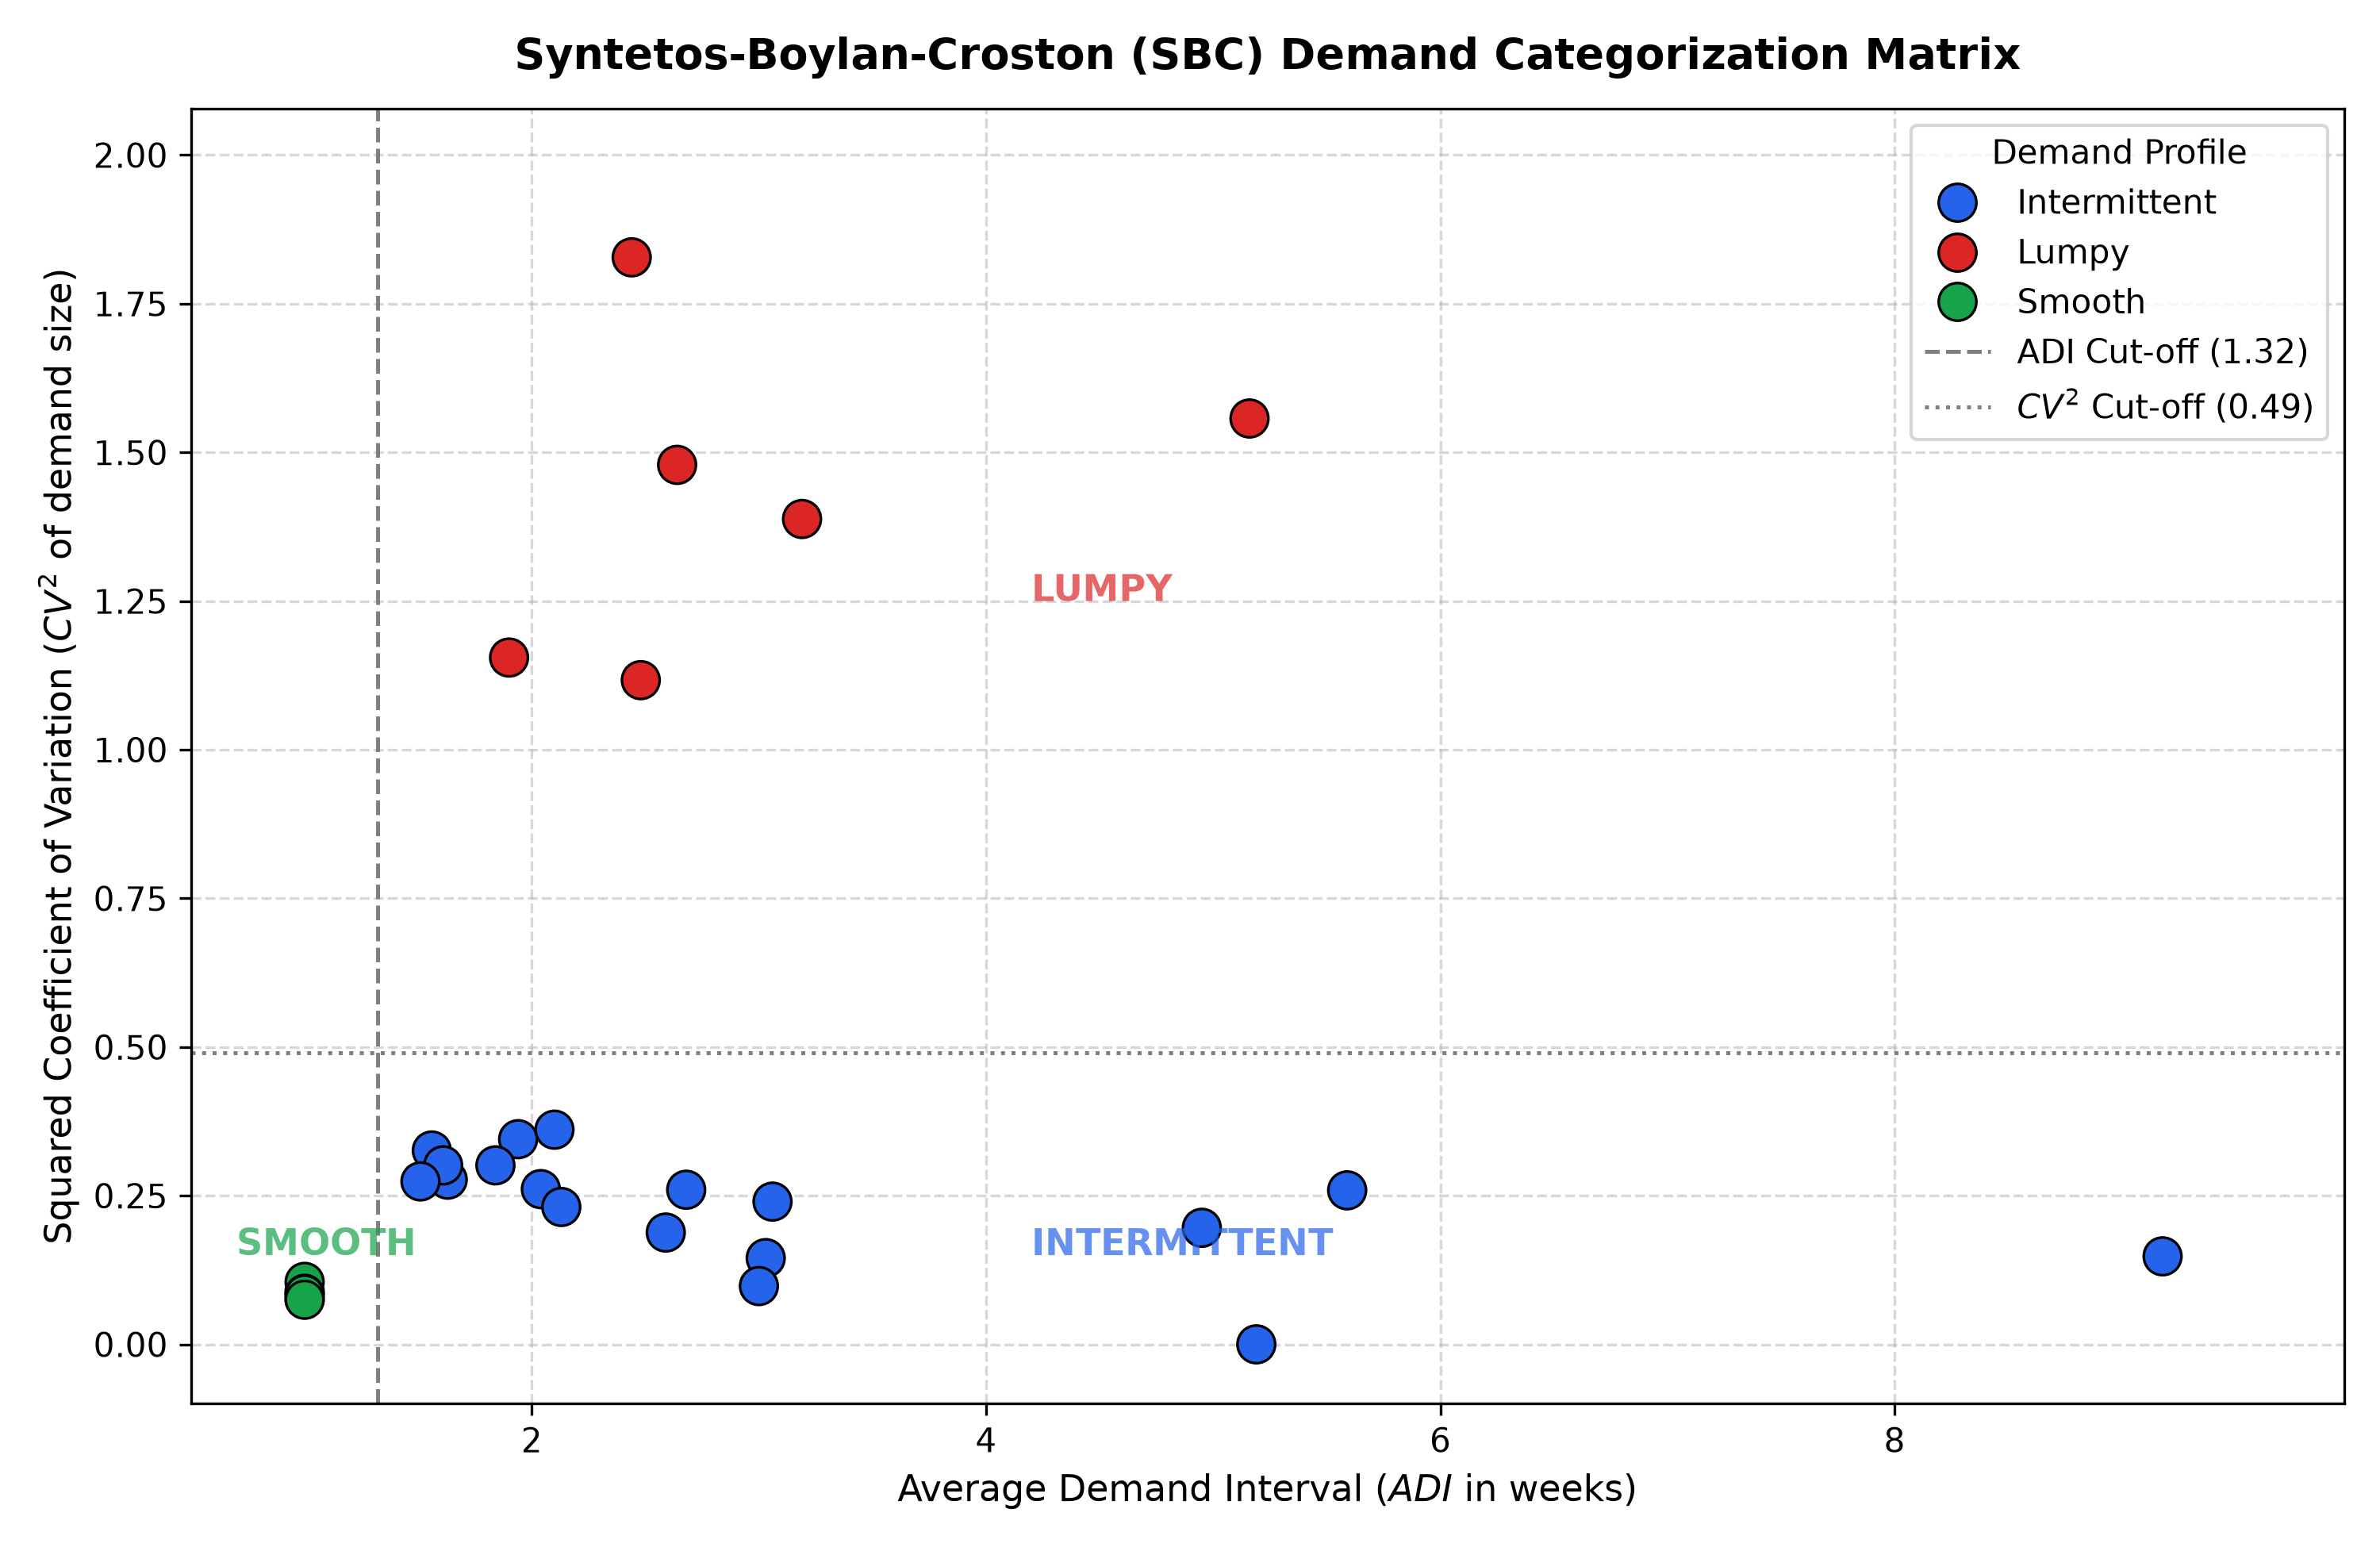 Syntetos-Boylan-Croston (SBC) Demand Categorization Matrix
Squared Coefficient of Variation (CV² of demand size)
2.00
1.75
1.50
1.25
1.00
0.75
0.50
0.25
0.00
Demand Profile
Intermittent
Lumpy
Smooth
ADI Cut-off (1.32)
CV² Cut-off (0.49)
LUMPY
SMOOTH
INTERMITTENT
2
4
6
8
Average Demand Interval (ADI in weeks)